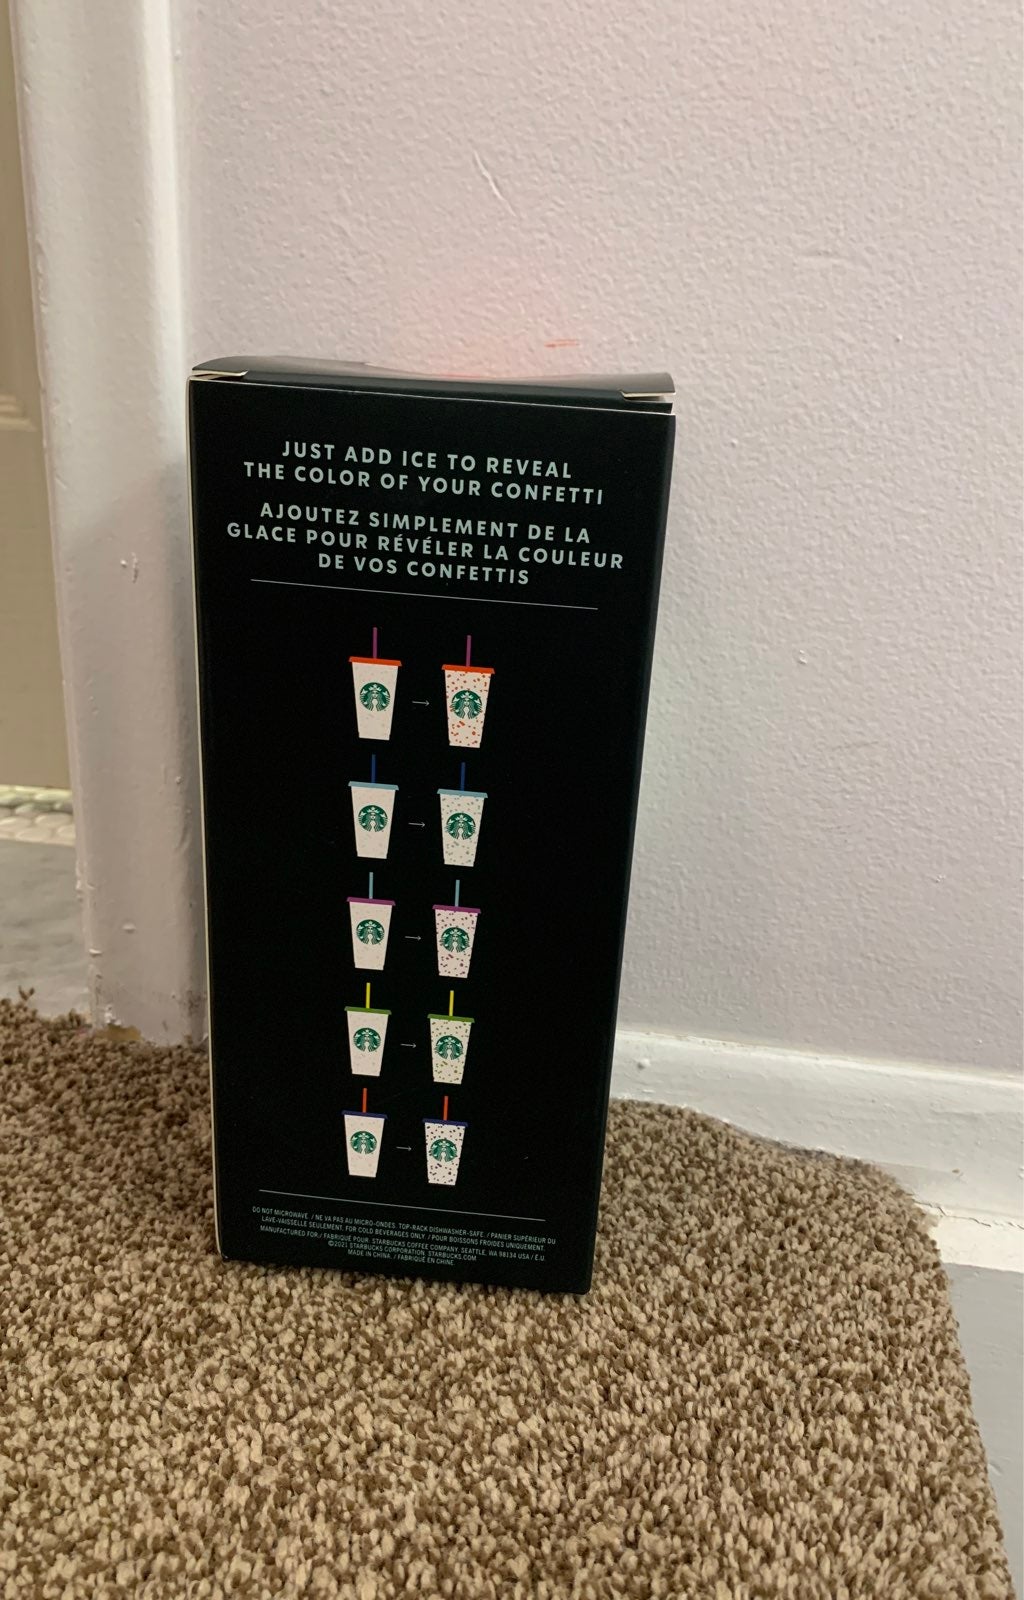 JUST ADD ICE TO REVEAL
THE COLOR OF YOUR CONFETTI
AJOUTEZ SIMPLEMENT DE LA
GLACE POUR RÉVÉLER LA COULEUR
DE VOS CONFETTIS
DO NOT MICROWAVE. / NE VA PAS AU MICRO-ONDES. TOP-RACK DISHWASHER-SAFE. / PANIER SUPÉRIEUR DU
LAVE-VAISSELLE SEULEMENT. FOR COLD BEVERAGES ONLY. / POUR BOISSONS FROIDES UNIQUEMENT.
MANUFACTURED FOR: / FABRIQUÉ POUR: STARBUCKS COFFEE COMPANY, SEATTLE, WA 98134 USA / É.U.
©2021 STARBUCKS CORPORATION. STARBUCKS.COM
MADE IN CHINA. / FABRIQUÉ EN CHINE.